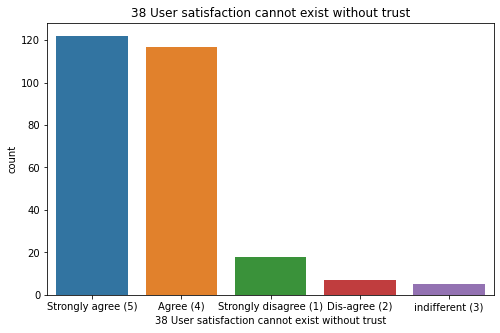 38 User satisfaction cannot exist without trust
120
100
80
60
40
20
0
count
Strongly agree (5)
Agree (4)
Strongly disagree (1)
Dis-agree (2)
indifferent (3)
38 User satisfaction cannot exist without trust